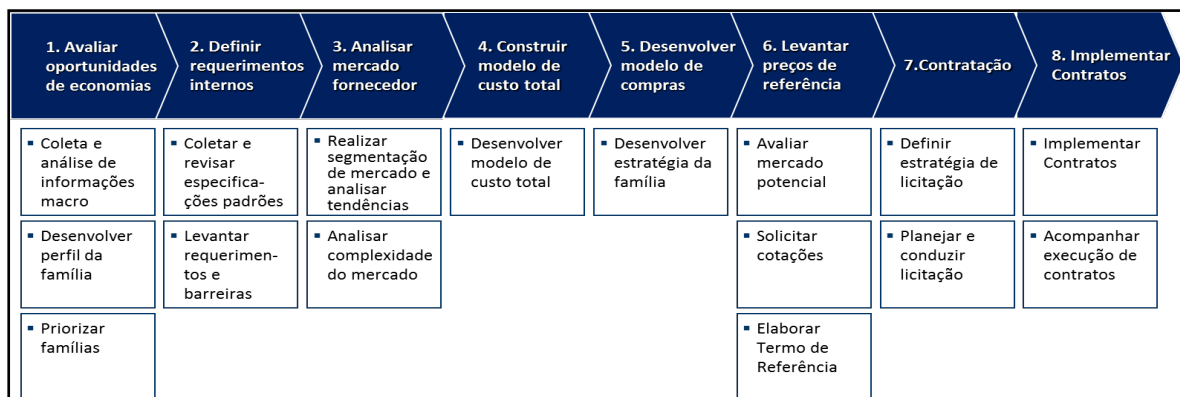 1. Avaliar
oportunidades
de economias
2. Definir
requerimentos
internos
3. Analisar
mercado
fornecedor
4. Construir
modelo de
custo total
5. Desenvolver
modelo de
compras
6. Levantar
preços de
referência
7.Contratação
8. Implementar
Contratos
▪ Coleta e
análise de
informações
macro
▪ Desenvolver
perfil da
família
▪ Priorizar
famílias
▪ Coletar e
revisar
especifica-
ções padrões
▪ Levantar
requerimen-
tos e
barreiras
▪ Realizar
segmentação
de mercado e
analisar
tendências
▪ Analisar
complexidade
do mercado
▪ Desenvolver
modelo de
custo total
▪ Desenvolver
estratégia da
família
▪ Avaliar
mercado
potencial
▪ Solicitar
cotações
▪ Elaborar
Termo de
Referência
▪ Definir
estratégia de
licitação
▪ Planejar e
conduzir
licitação
▪ Implementar
Contratos
▪ Acompanhar
execução de
contratos